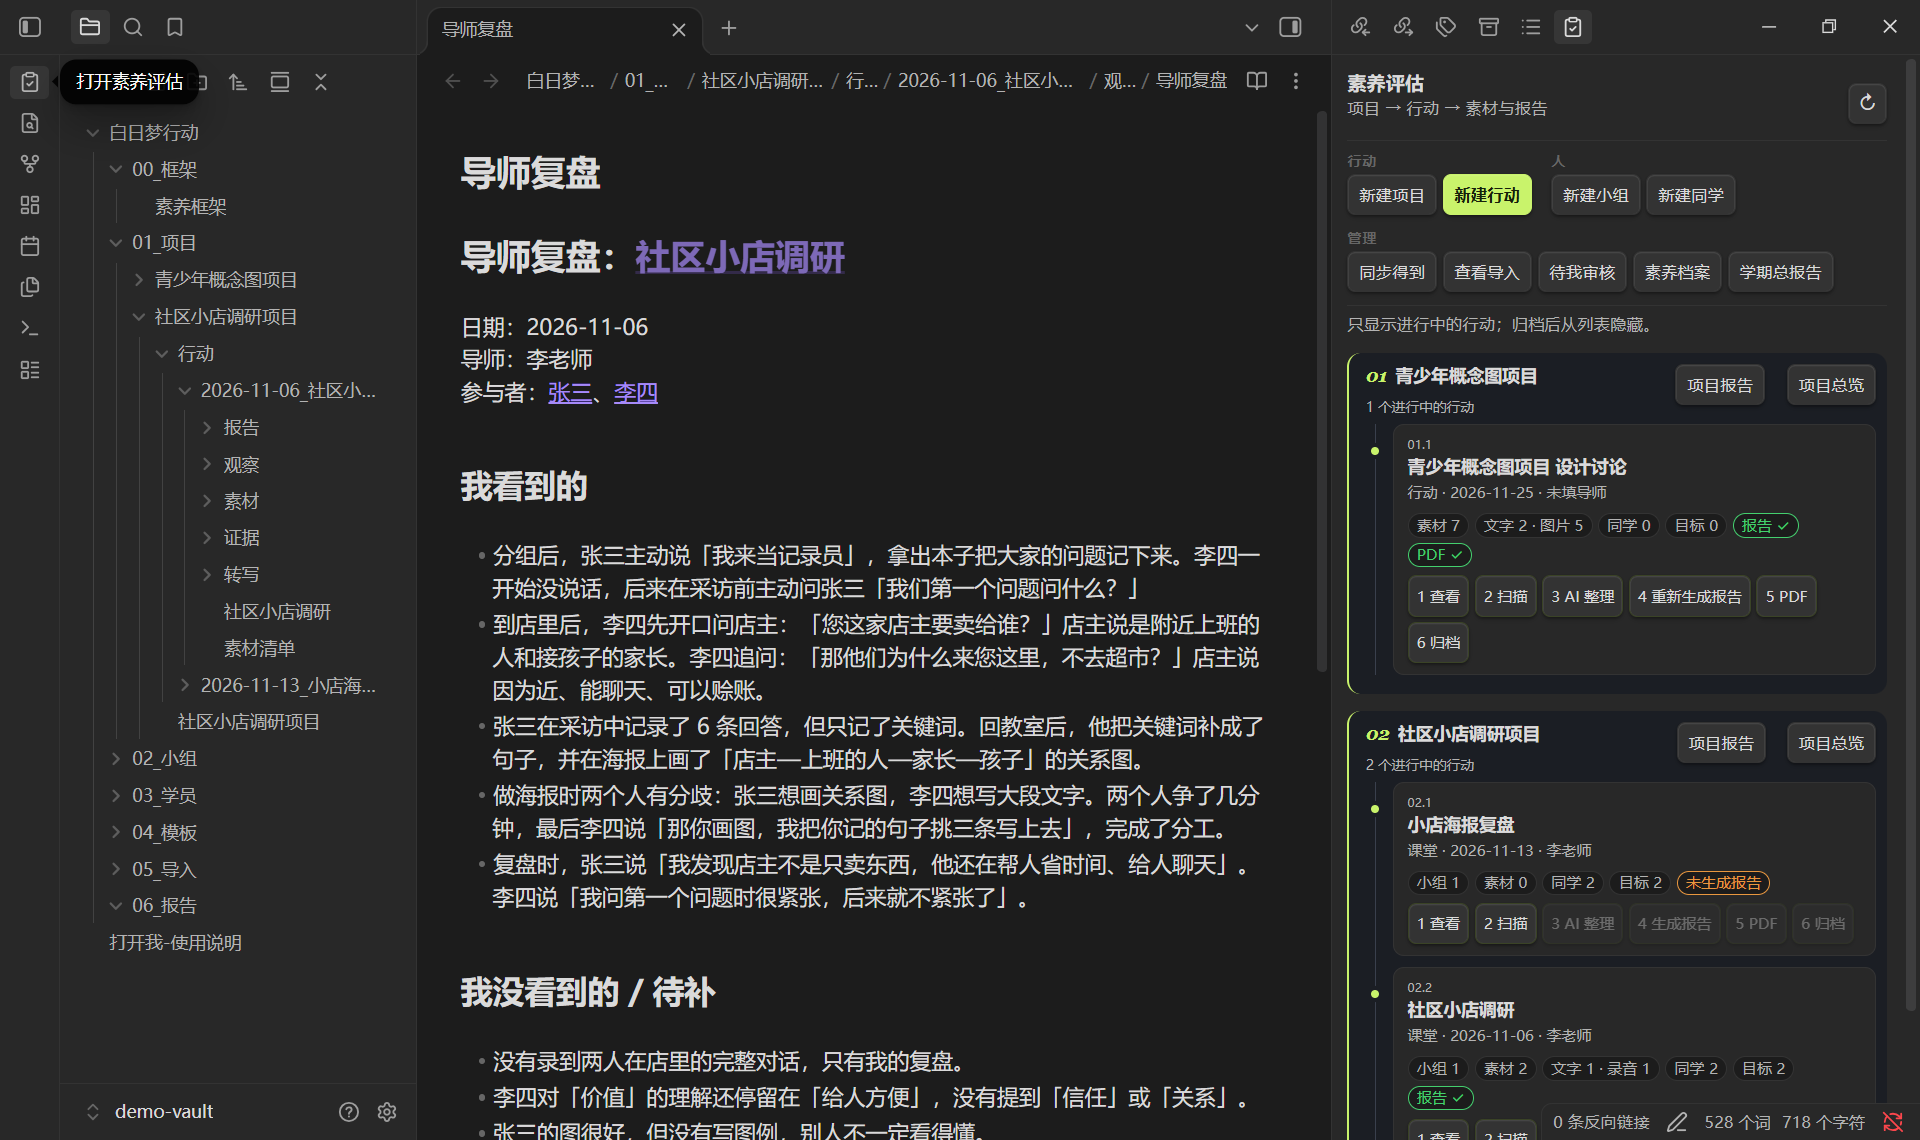 导师复盘
打开素养评估
白日梦行动
00_框架
素养框架
01_项目
青少年概念图项目
社区小店调研项目
行动
2026-11-06_社区小...
报告
观察
素材
证据
转写
社区小店调研
素材清单
2026-11-13_小店海...
社区小店调研项目
02_小组
03_学员
04_模板
05_导入
06_报告
打开我-使用说明
demo-vault
白日梦... / 01_... / 社区小店调研... / 行... / 2026-11-06_社区小... / 观... / 导师复盘
导师复盘
导师复盘：社区小店调研
日期：2026-11-06
导师：李老师
参与者：张三、李四
我看到的
分组后，张三主动说「我来当记录员」，拿出本子把大家的问题记下来。李四一
开始没说话，后来在采访前主动问张三「我们第一个问题问什么？」
到店里后，李四先开口问店主：「您这家店主要卖给谁？」店主说是附近上班的
人和接孩子的家长。李四追问：「那他们为什么来您这里，不去超市？」店主说
因为近、能聊天、可以赊账。
张三在采访中记录了 6 条回答，但只记了关键词。回教室后，他把关键词补成了
句子，并在海报上画了「店主—上班的人—家长—孩子」的关系图。
做海报时两个人有分歧：张三想画关系图，李四想写大段文字。两个人争了几分
钟，最后李四说「那你画图，我把你记的句子挑三条写上去」，完成了分工。
复盘时，张三说「我发现店主不是只卖东西，他还在帮人省时间、给人聊天」。
李四说「我问第一个问题时很紧张，后来就不紧张了」。
我没看到的 / 待补
没有录到两人在店里的完整对话，只有我的复盘。
李四对「价值」的理解还停留在「给人方便」，没有提到「信任」或「关系」。
张三的图很好，但没有写图例，别人不一定看得懂。
素养评估
项目 → 行动 → 素材与报告
行动
人
新建项目
新建行动
新建小组
新建同学
管理
同步得到
查看导入
待我审核
素养档案
学期总报告
只显示进行中的行动；归档后从列表隐藏。
01 青少年概念图项目
项目报告
项目总览
1 个进行中的行动
01.1
青少年概念图项目 设计讨论
行动 · 2026-11-25 · 未填导师
素材 7
文字 2 · 图片 5
同学 0
目标 0
报告 ✓
PDF ✓
1 查看
2 扫描
3 AI 整理
4 重新生成报告
5 PDF
6 归档
02 社区小店调研项目
项目报告
项目总览
2 个进行中的行动
02.1
小店海报复盘
课堂 · 2026-11-13 · 李老师
小组 1
素材 0
同学 2
目标 2
未生成报告
1 查看
2 扫描
3 AI 整理
4 生成报告
5 PDF
6 归档
02.2
社区小店调研
课堂 · 2026-11-06 · 李老师
小组 1
素材 2
文字 1 · 录音 1
同学 2
目标 2
报告 ✓
1 查看
2 扫描
0 条反向链接
528 个词
718 个字符